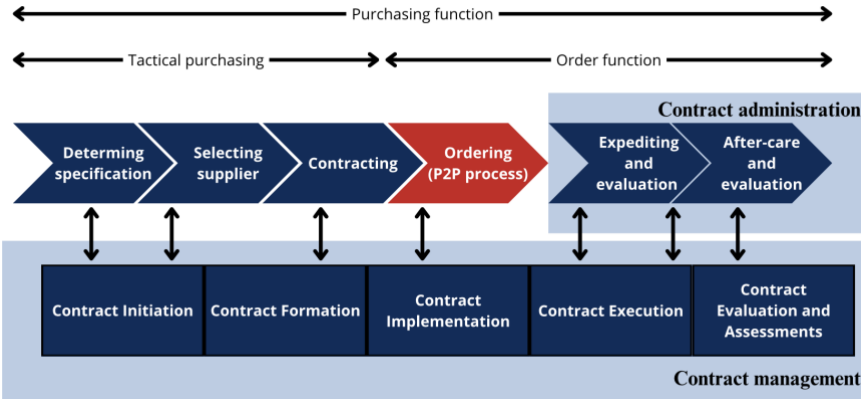 Purchasing function
Tactical purchasing
Order function
Contract administration
Determing
specification
Selecting
supplier
Contracting
Ordering
(P2P process)
Expediting
and
evaluation
After-care
and
evaluation
Contract Initiation
Contract Formation
Contract
Implementation
Contract Execution
Contract
Evaluation and
Assessments
Contract management